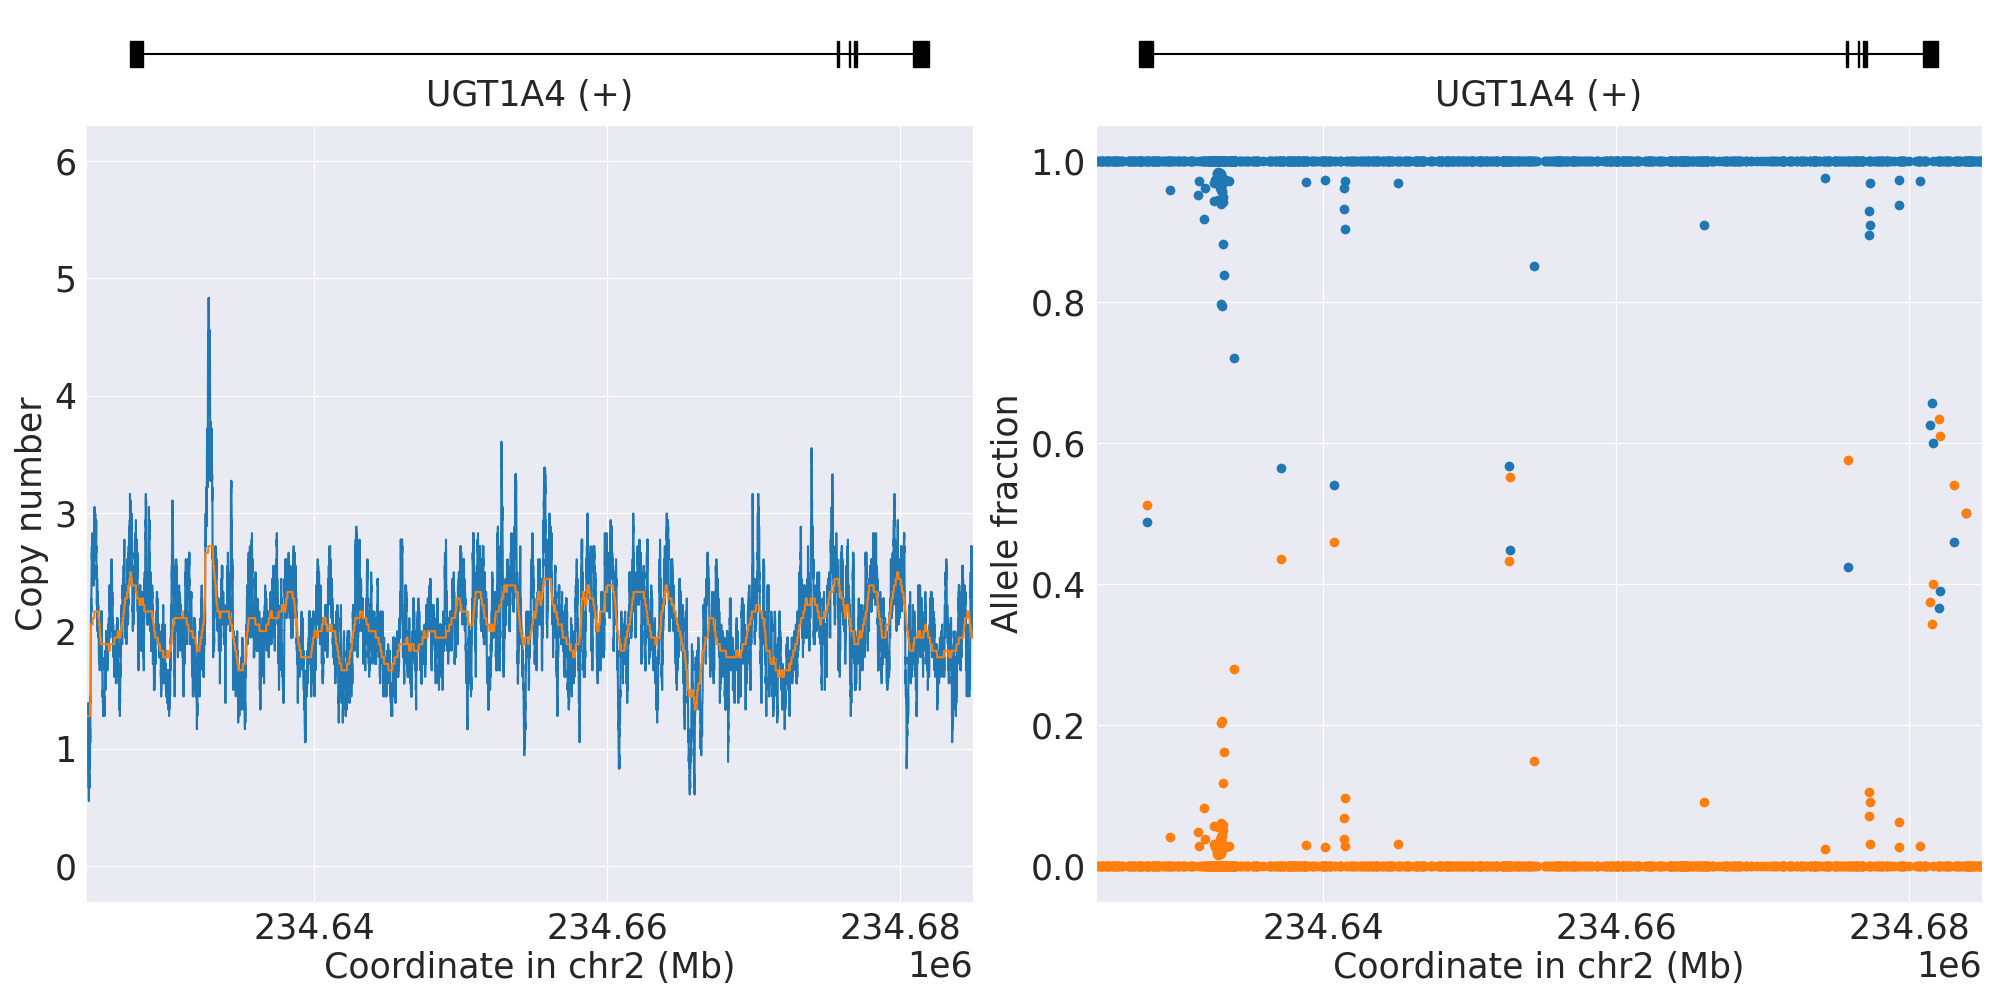 UGT1A4 (+)
Copy number
6
5
4
3
2
1
0
234.64 234.66 234.68
1e6
Coordinate in chr2 (Mb)
UGT1A4 (+)
Allele fraction
1.0
0.8
0.6
0.4
0.2
0.0
234.64 234.66 234.68
1e6
Coordinate in chr2 (Mb)